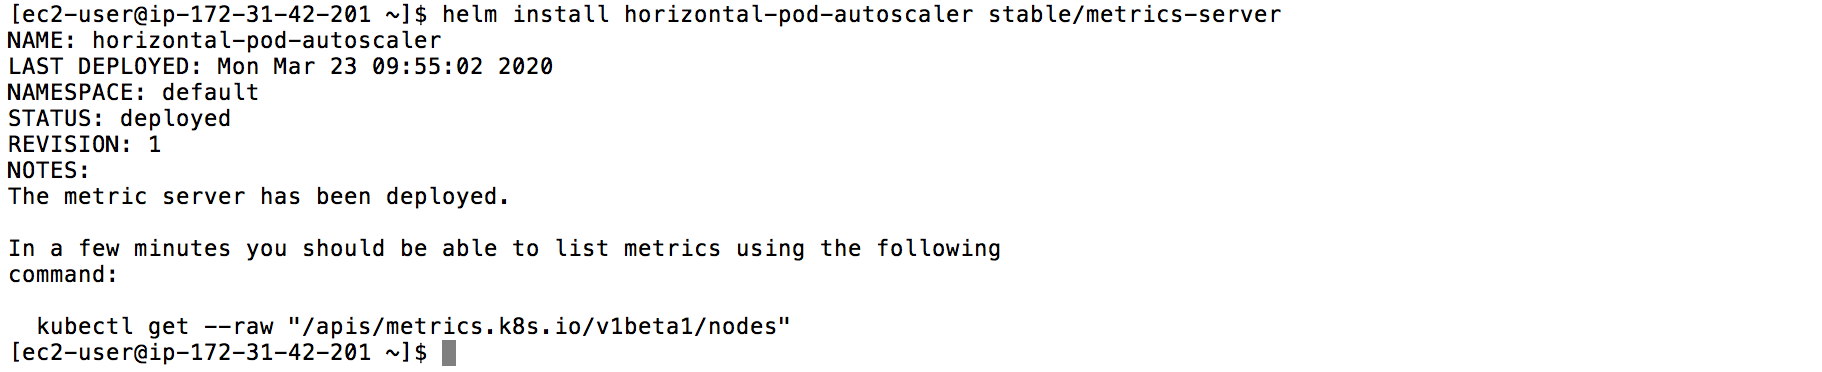 [ec2-user@ip-172-31-42-201 ~]$ helm install horizontal-pod-autoscaler stable/metrics-server
NAME: horizontal-pod-autoscaler
LAST DEPLOYED: Mon Mar 23 09:55:02 2020
NAMESPACE: default
STATUS: deployed
REVISION: 1
NOTES:
The metric server has been deployed.

In a few minutes you should be able to list metrics using the following
command:

  kubectl get --raw "/apis/metrics.k8s.io/v1beta1/nodes"
[ec2-user@ip-172-31-42-201 ~]$